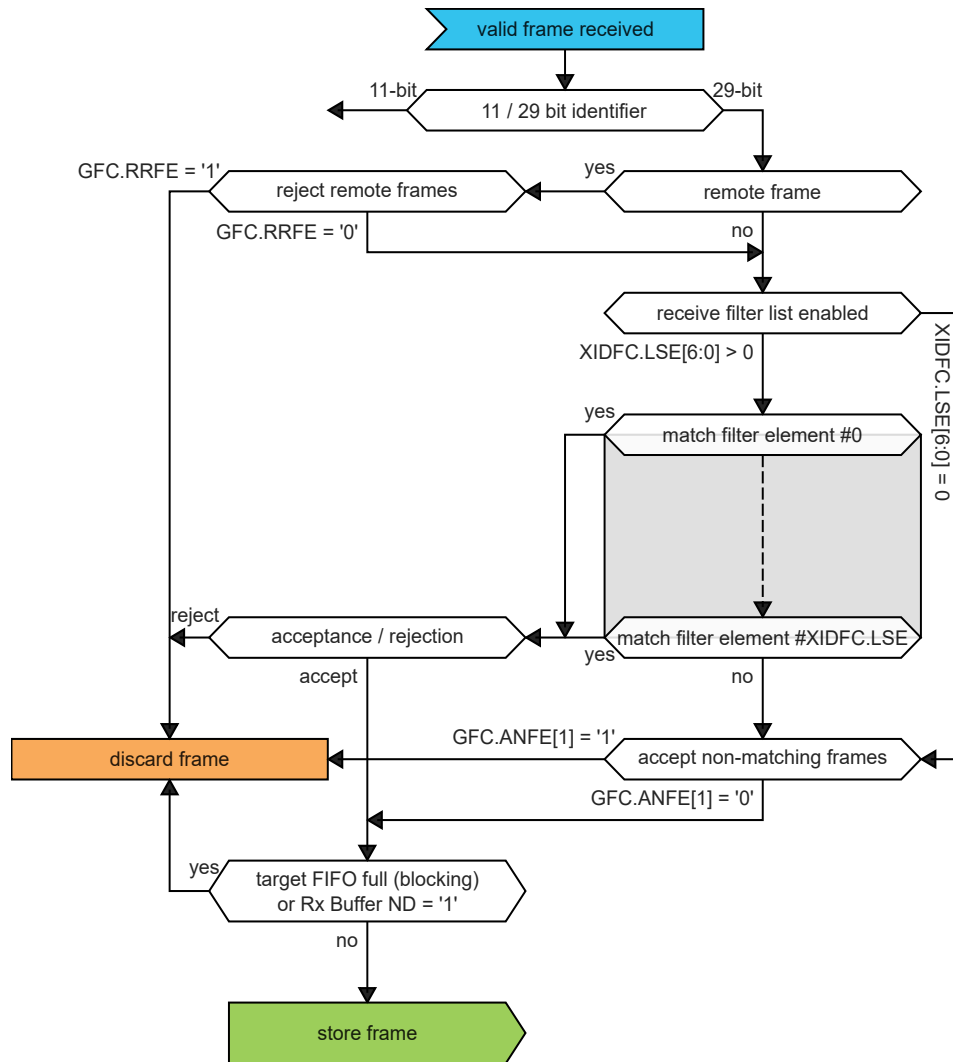 valid frame received
11-bit
29-bit
11 / 29 bit identifier
GFC.RRFE = '1'
yes
reject remote frames
remote frame
GFC.RRFE = '0'
no
receive filter list enabled
XIDFC.LSE[6:0] > 0
XIDFC.LSE[6:0] = 0
yes
match filter element #0
reject
acceptance / rejection
match filter element #XIDFC.LSE
yes
accept
no
GFC.ANFE[1] = '1'
discard frame
accept non-matching frames
GFC.ANFE[1] = '0'
yes
target FIFO full (blocking)
or Rx Buffer ND = '1'
no
store frame